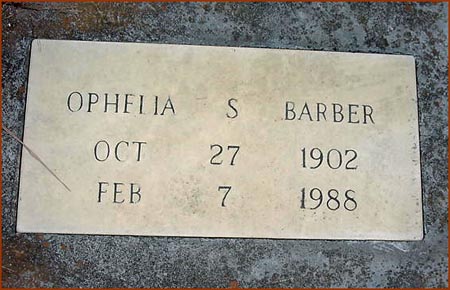 OPHELIA S BARBER
OCT 27 1902
FEB 7 1988